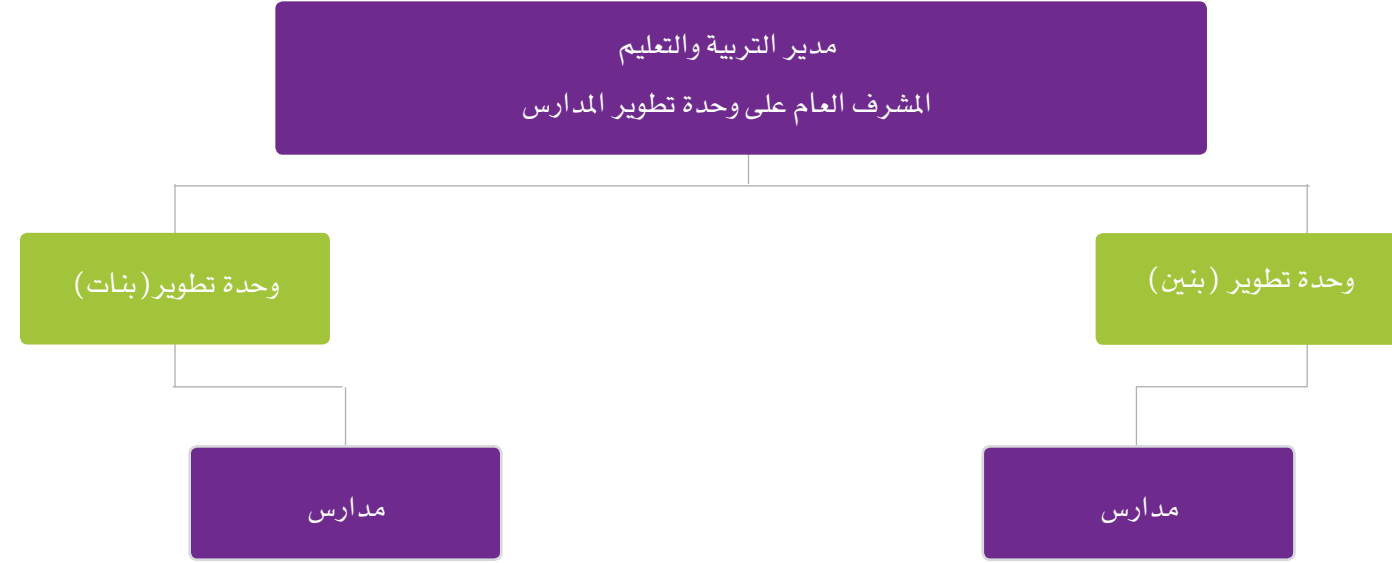 مدير التربية والتعليم
المشرف العام على وحدة تطوير المدارس
وحدة تطوير (بنين)
وحدة تطوير(بنات)
مدارس
مدارس